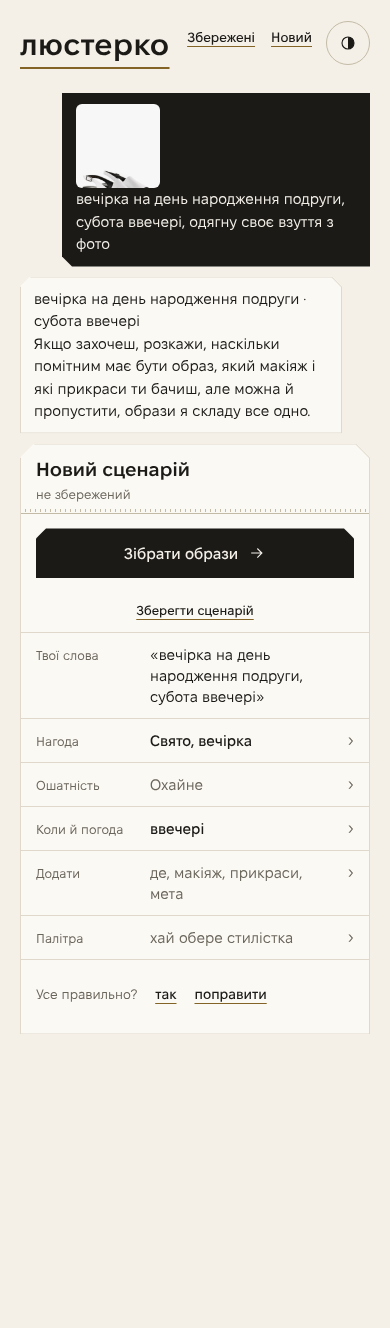 люстерко
Збережені
Новий
вечірка на день народження подруги,
субота ввечері, одягну своє взуття з
фото
вечірка на день народження подруги ·
субота ввечері
Якщо захочеш, розкажи, наскільки
помітним має бути образ, який макіяж і
які прикраси ти бачиш, але можна й
пропустити, образи я складу все одно.
Новий сценарій
не збережений
Зібрати образи →
Зберегти сценарій
Твої слова
«вечірка на день
народження подруги,
субота ввечері»
Нагода
Свято, вечірка
Ошатність
Охайне
Коли й погода
ввечері
Додати
де, макіяж, прикраси,
мета
Палітра
хай обере стилістка
Усе правильно?
так
поправити